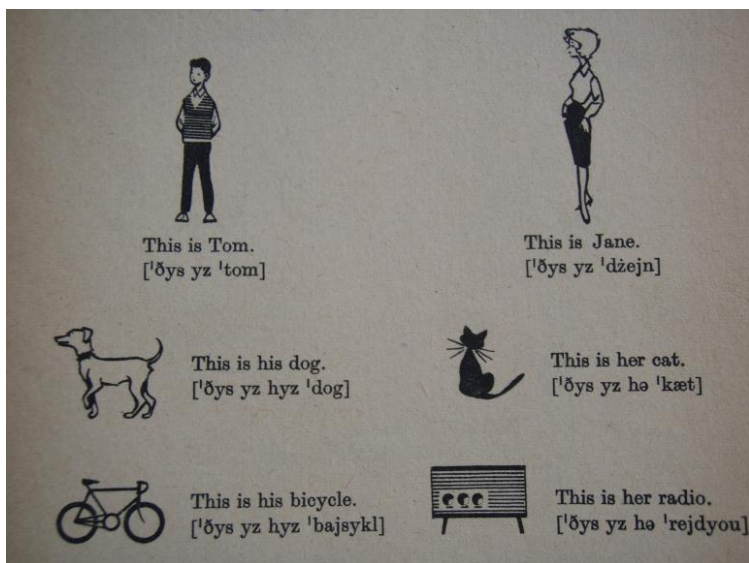 This is Tom.
[ˈðys yz ˈtom]
This is Jane.
[ˈðys yz ˈdżejn]
This is his dog.
[ˈðys yz hyz ˈdog]
This is her cat.
[ˈðys yz hə ˈkæt]
This is his bicycle.
[ˈðys yz hyz ˈbajsykl]
This is her radio.
[ˈðys yz hə ˈrejdyou]